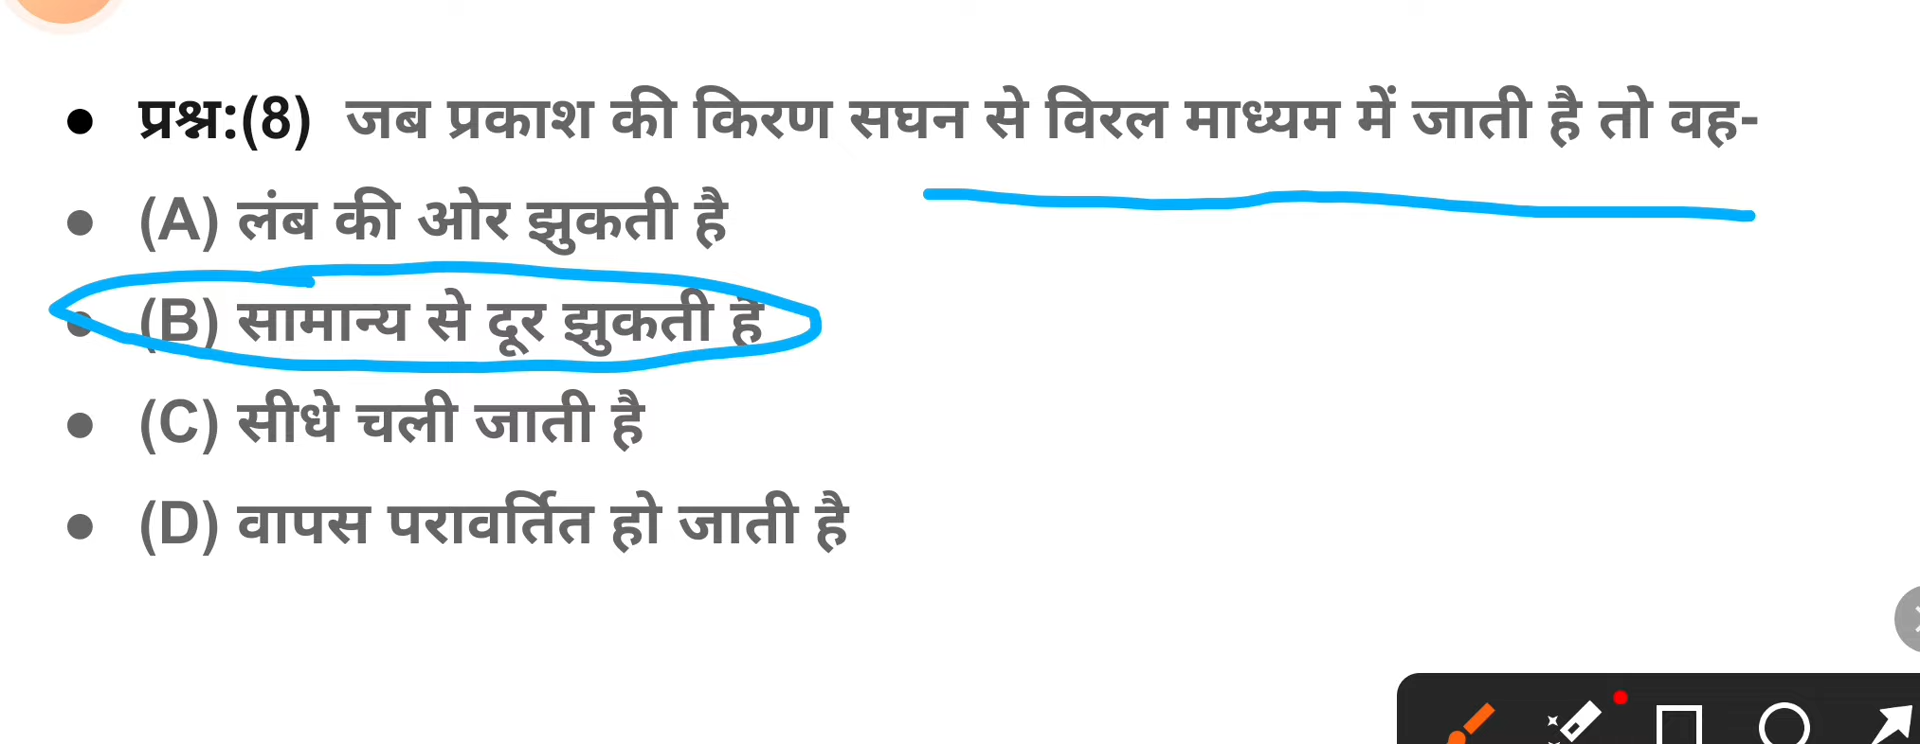 • प्रश्न:(8) जब प्रकाश की किरण सघन से विरल माध्यम में जाती है तो वह-
• (A) लंब की ओर झुकती है
• (B) सामान्य से दूर झुकती है
• (C) सीधे चली जाती है
• (D) वापस परावर्तित हो जाती है